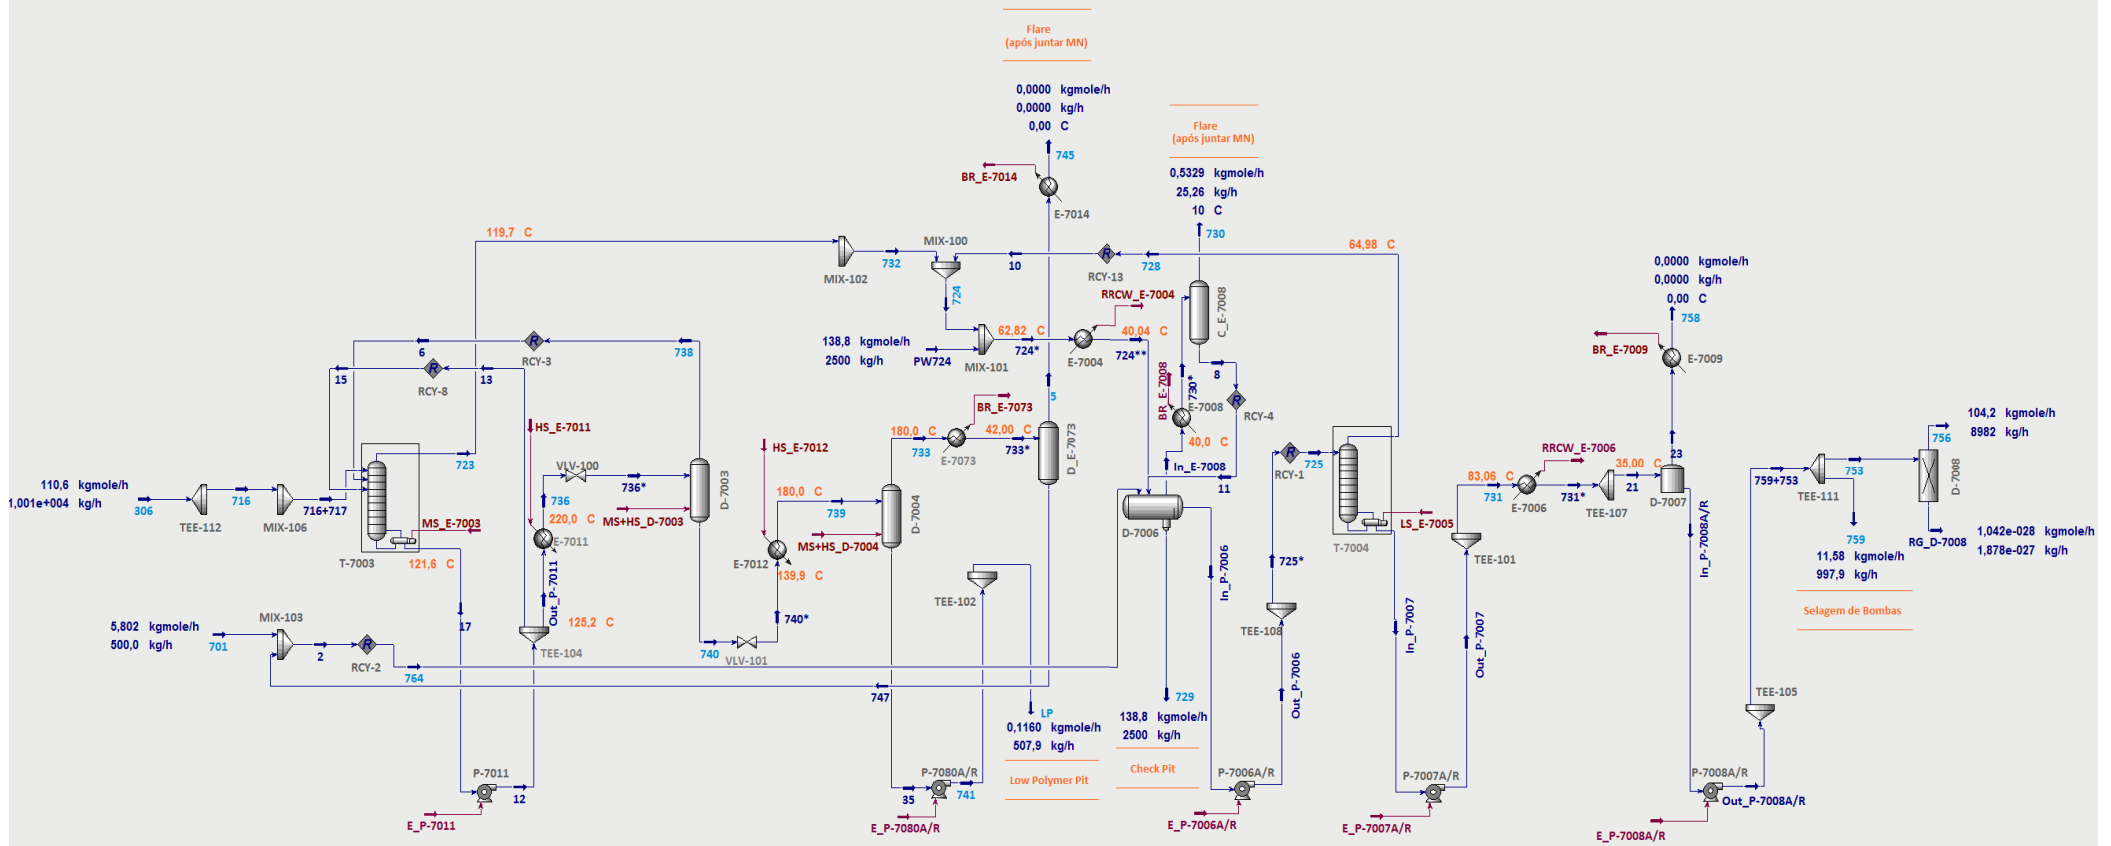 Flare
(após juntar MN)
0,0000 kgmole/h
0,0000 kg/h
0,00 C
745
BR_E-7014
E-7014
Flare
(após juntar MN)
0,5329 kgmole/h
25,26 kg/h
10 C
730
119,7 C
MIX-102
732
MIX-100
10
RCY-13
728
64,98 C
724
C_E-7008
RRCW_E-7004
138,8 kgmole/h
2500 kg/h
PW724
MIX-101
62,82 C
724*
E-7004
40,04 C
724**
8
RCY-4
BR_E-7008
730*
E-7008
40,0 C
In_E-7008
11
D-7006
0,0000 kgmole/h
0,0000 kg/h
0,00 C
758
BR_E-7009
E-7009
23
6
RCY-3
738
15
RCY-8
13
HS_E-7011
VLV-100
736*
736
220,0 C
E-7011
Out_P-7011
125,2 C
TEE-104
MS+HS_D-7003
D-7003
HS_E-7012
180,0 C
739
MS+HS_D-7004
D-7004
E-7012
139,9 C
740*
740
VLV-101
180,0 C
733
E-7073
BR_E-7073
42,00 C
733*
5
D_E-7073
110,6 kgmole/h
1,001e+004 kg/h
306
TEE-112
716
MIX-106
716+717
723
MS_E-7003
T-7003
121,6 C
17
5,802 kgmole/h
500,0 kg/h
701
MIX-103
2
RCY-2
764
747
TEE-102
LP
0,1160 kgmole/h
507,9 kg/h
Low Polymer Pit
729
138,8 kgmole/h
2500 kg/h
Check Pit
P-7011
12
E_P-7011
P-7080A/R
35
741
E_P-7080A/R
In_P-7006
P-7006A/R
E_P-7006A/R
Out_P-7006
TEE-108
725*
RCY-1
725
T-7004
LS_E-7005
In_P-7007
P-7007A/R
E_P-7007A/R
Out_P-7007
TEE-101
83,06 C
731
E-7006
RRCW_E-7006
731*
TEE-107
35,00 C
21
D-7007
In_P-7008A/R
P-7008A/R
Out_P-7008A/R
E_P-7008A/R
TEE-105
759+753
TEE-111
753
759
11,58 kgmole/h
997,9 kg/h
Selagem de Bombas
104,2 kgmole/h
8982 kg/h
756
D-7008
RG_D-7008
1,042e-028 kgmole/h
1,878e-027 kg/h